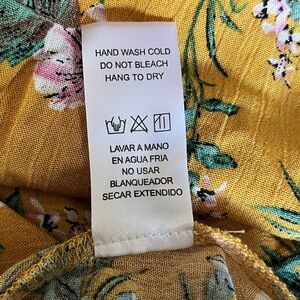 HAND WASH COLD
DO NOT BLEACH
HANG TO DRY
LAVAR A MANO
EN AGUA FRIA
NO USAR
BLANQUEADOR
SECAR EXTENDIDO